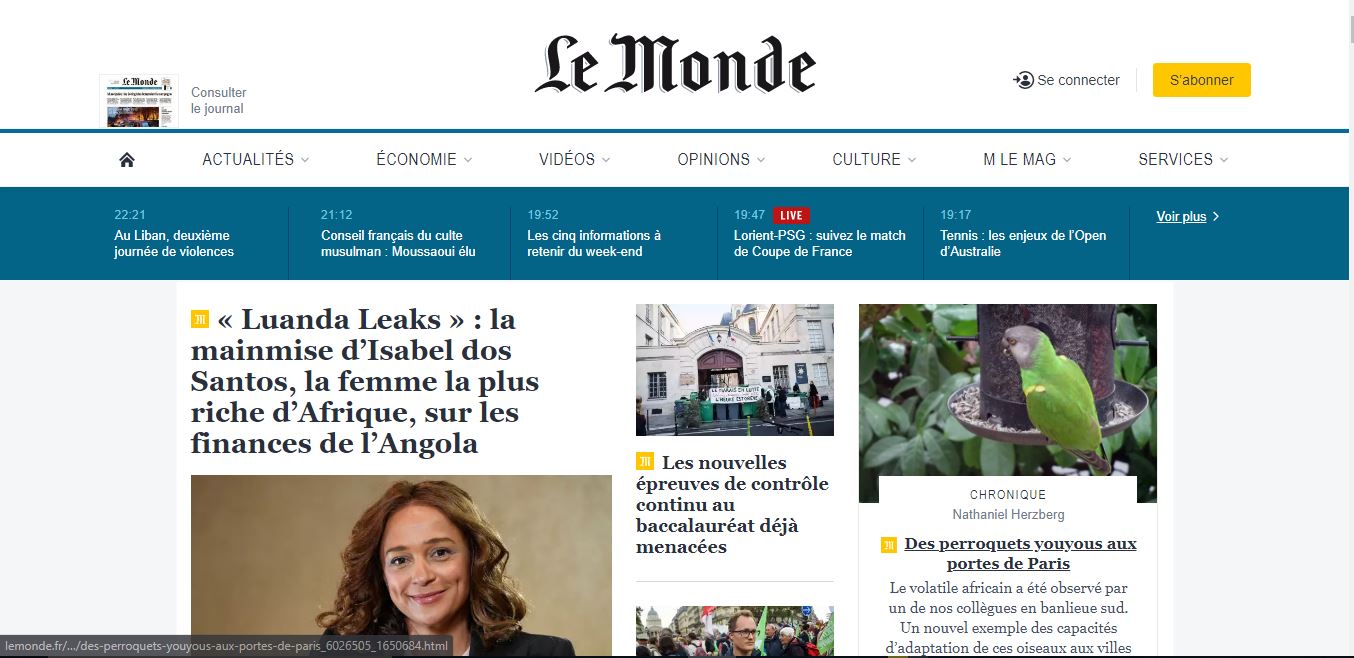 Le Monde
Consulter
le journal
Le Monde
Se connecter
S'abonner
ACTUALITÉS
ÉCONOMIE
VIDÉOS
OPINIONS
CULTURE
M LE MAG
SERVICES
22:21
Au Liban, deuxième
journée de violences
21:12
Conseil français du culte
musulman : Moussaoui élu
19:52
Les cinq informations à
retenir du week-end
19:47 LIVE
Lorient-PSG : suivez le match
de Coupe de France
19:17
Tennis : les enjeux de l'Open
d'Australie
Voir plus
M « Luanda Leaks » : la
mainmise d'Isabel dos
Santos, la femme la plus
riche d'Afrique, sur les
finances de l'Angola
M Les nouvelles
épreuves de contrôle
continu au
baccalauréat déjà
menacées
CHRONIQUE
Nathaniel Herzberg
M Des perroquets youyous aux
portes de Paris
Le volatile africain a été observé par
un de nos collègues en banlieue sud.
Un nouvel exemple des capacités
d'adaptation de ces oiseaux aux villes
lemonde.fr/.../des-perroquets-youyous-aux-portes-de-paris_6026505_1650684.html